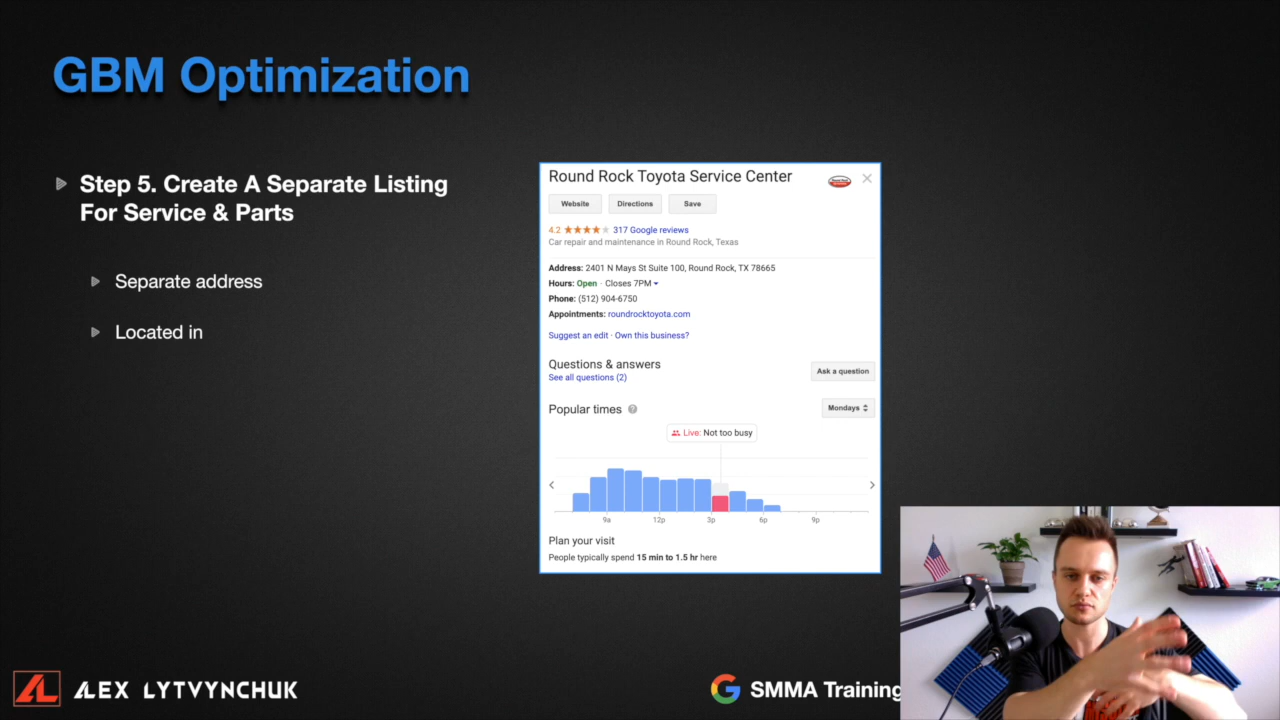 GBM Optimization
Step 5. Create A Separate Listing
For Service & Parts
Separate address
Located in
Round Rock Toyota Service Center
Website
Directions
Save
4.2 317 Google reviews
Car repair and maintenance in Round Rock, Texas
Address: 2401 N Mays St Suite 100, Round Rock, TX 78665
Hours: Open · Closes 7PM
Phone: (512) 904-6750
Appointments: roundrocktoyota.com
Suggest an edit · Own this business?
Questions & answers
See all questions (2)
Ask a question
Popular times
Mondays
Live: Not too busy
9a 12p 3p 6p 9p
Plan your visit
People typically spend 15 min to 1.5 hr here
ALEX LYTVYNCHUK
SMMA Training